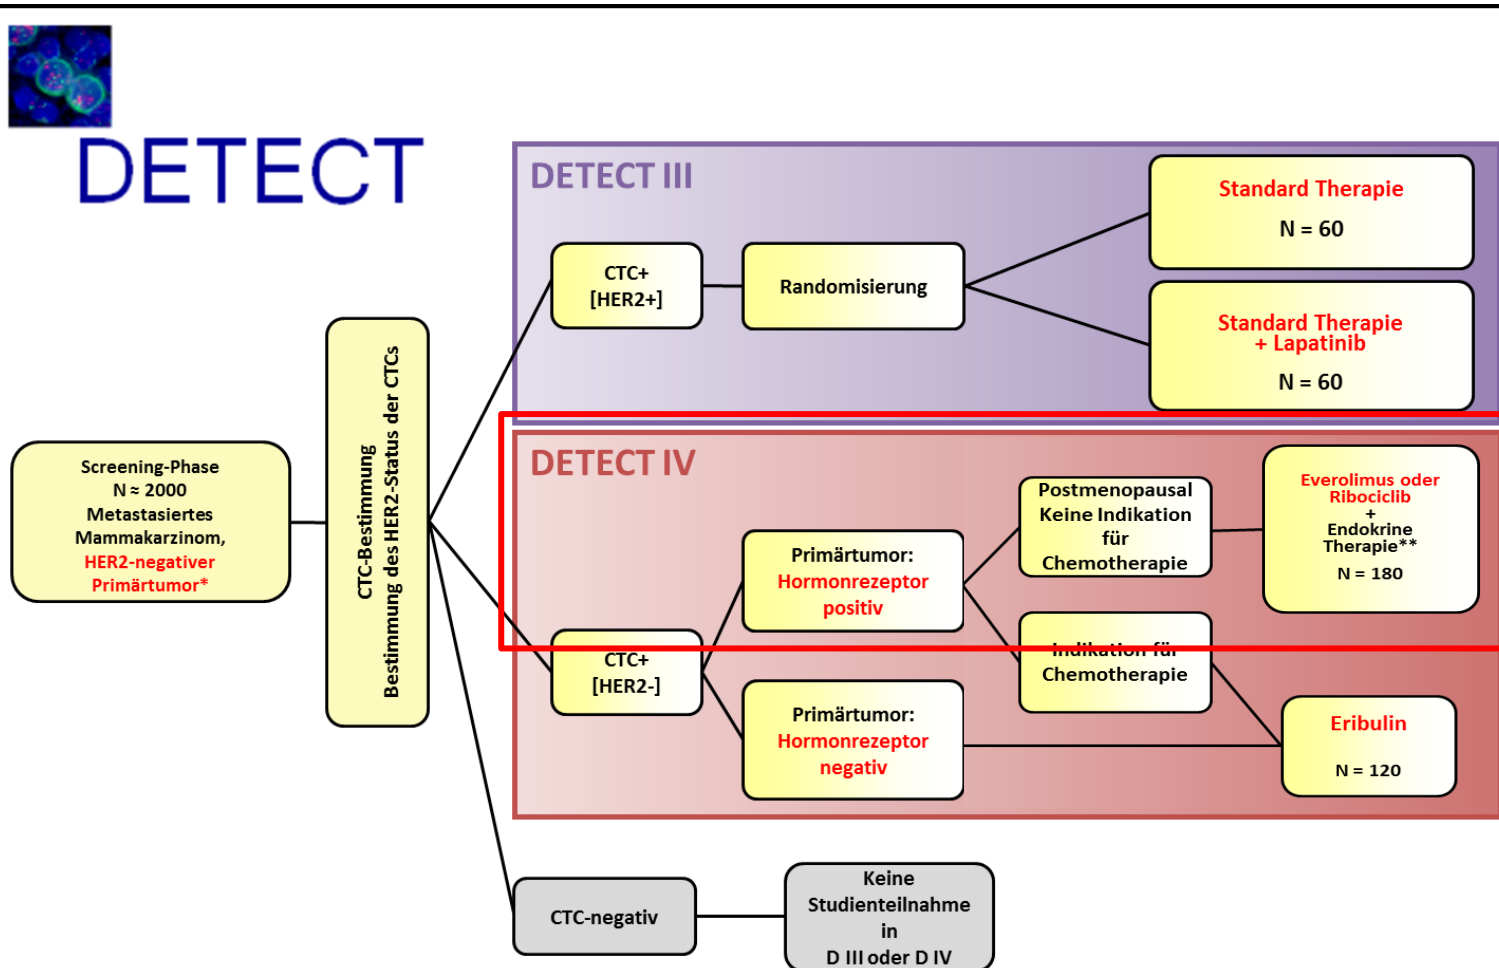 DETECT
DETECT III
CTC+
[HER2+]
Randomisierung
Standard Therapie
N = 60
Standard Therapie
+ Lapatinib
N = 60
Screening-Phase
N ≈ 2000
Metastasiertes
Mammakarzinom,
HER2-negativer
Primärtumor*
CTC-Bestimmung
Bestimmung des HER2-Status der CTCs
DETECT IV
CTC+
[HER2-]
Primärtumor:
Hormonrezeptor
positiv
Primärtumor:
Hormonrezeptor
negativ
Postmenopausal
Keine Indikation
für
Chemotherapie
Indikation für
Chemotherapie
Everolimus oder
Ribociclib
+
Endokrine
Therapie**
N = 180
Eribulin
N = 120
CTC-negativ
Keine
Studienteilnahme
in
D III oder D IV